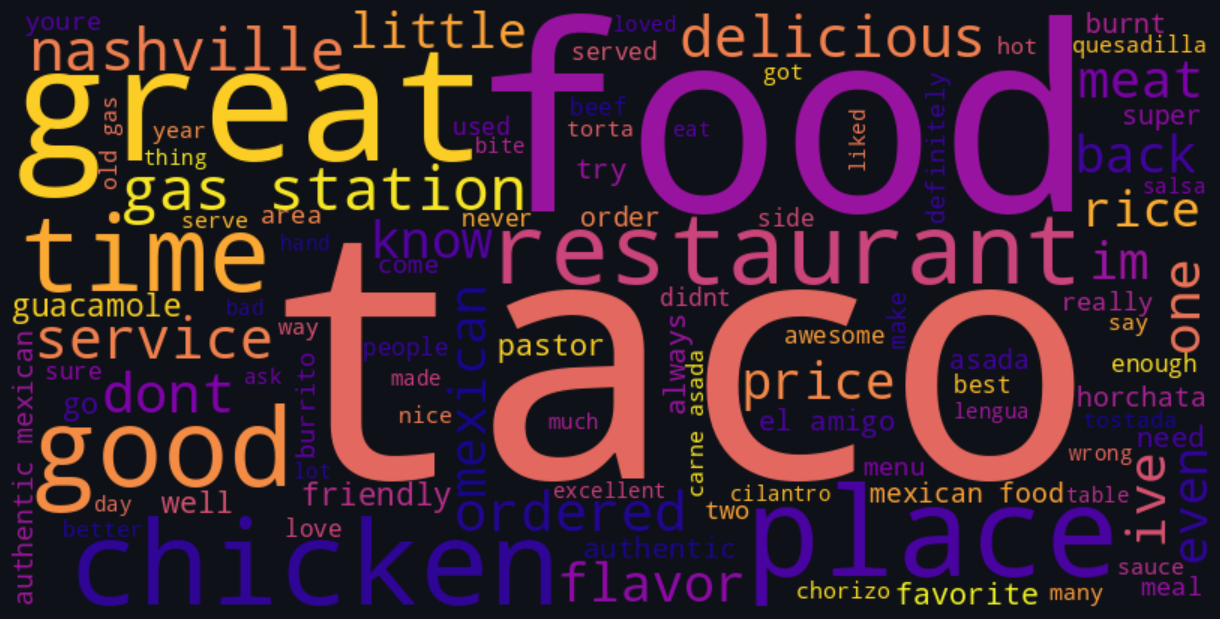 youre
nashville
little
loved
served
delicious
hot
burnt
quesadilla
great
food
got
meat
old gas
year
thing
used
bite
beef
torta
eat
try
liked
definitely
super
back
gas station
salsa
rice
serve
area
never
order
side
time
hand
know
come
restaurant
im
one
guacamole
bad
taco
didnt
really
say
service
way
people
mexican
pastor
always
awesome
make
enough
authentic mexican
sure
dont
go
ask
burrito
made
nice
much
carne asada
price
asada
best
lengua
el amigo
horchata
tostada
need
good
lot
menu
wrong
day
well
friendly
excellent
cilantro
mexican food
table
ive
even
better
love
ordered
two
place
chicken
authentic
flavor
chorizo
favorite
many
sauce
meal